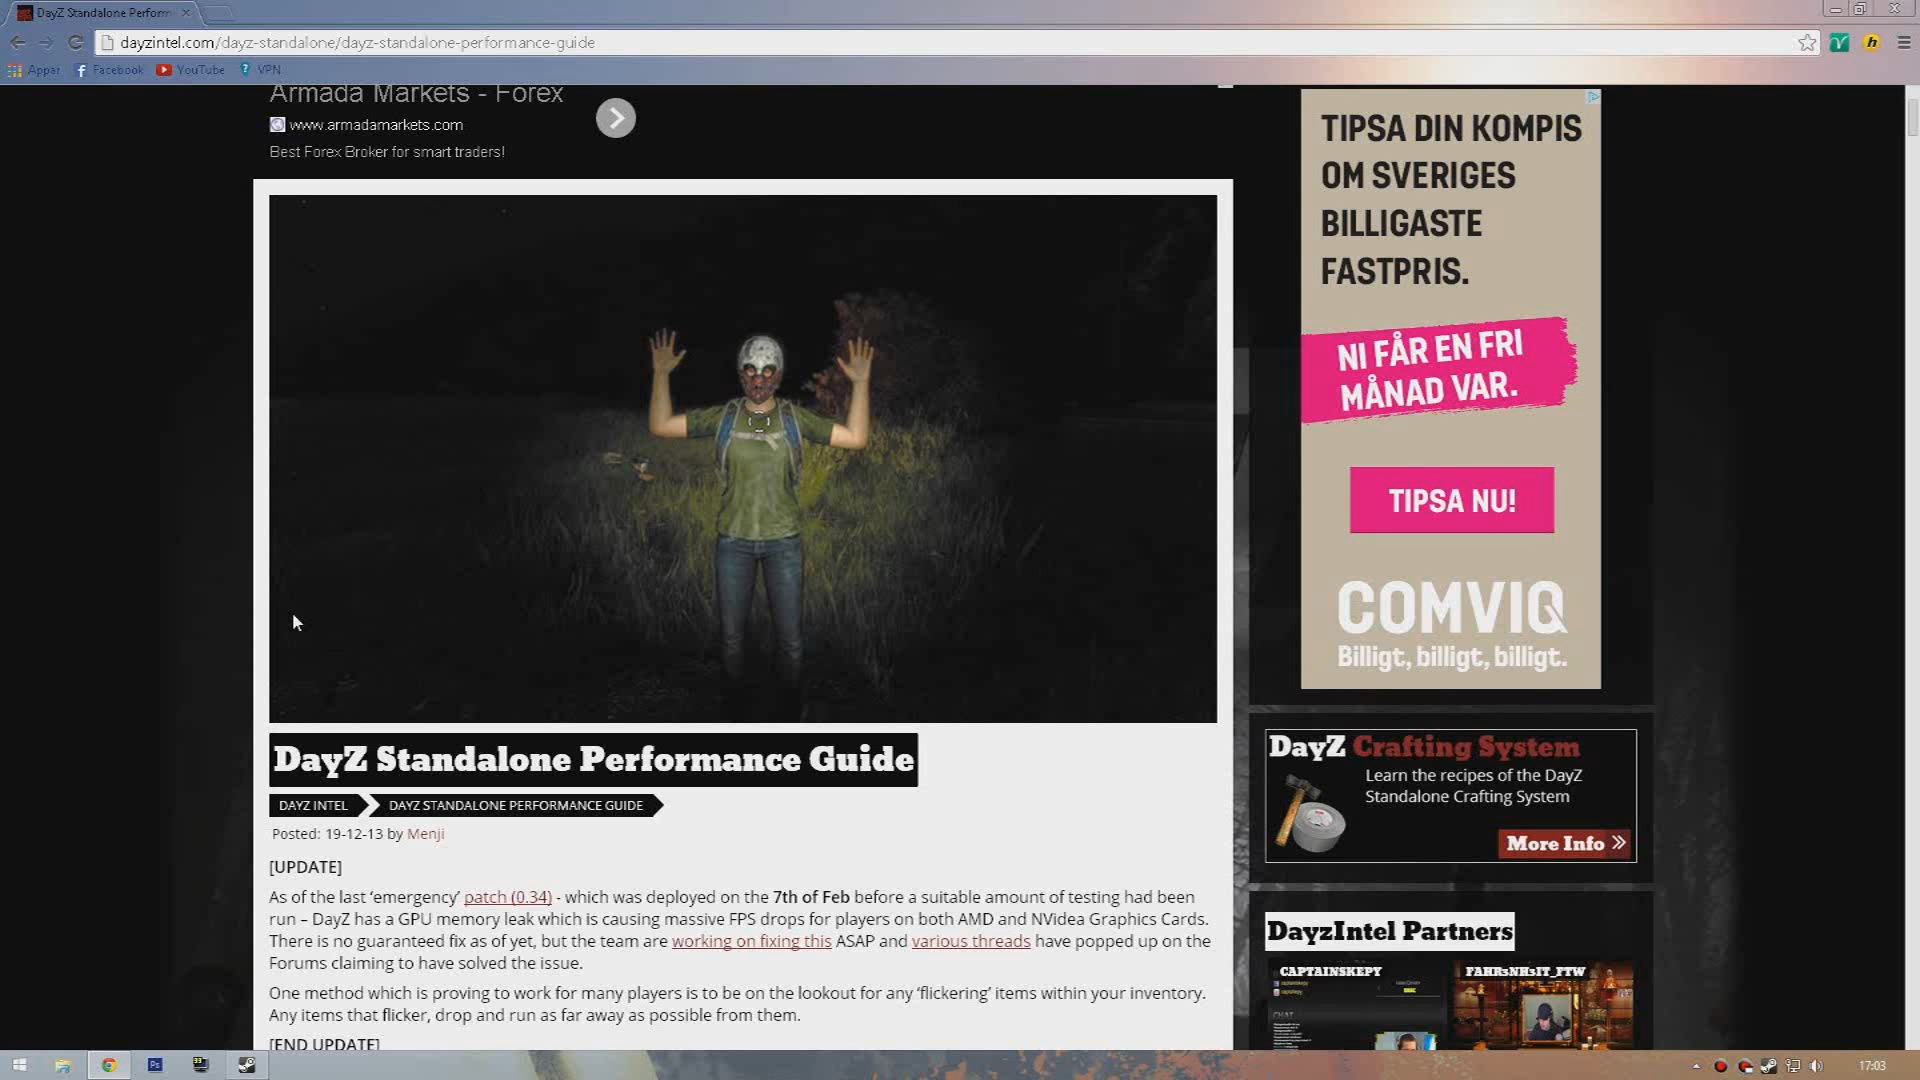 DayZ Standalone Perform
dayzintel.com/dayz-standalone/dayz-standalone-performance-guide
Appar
Facebook
YouTube
VPN
Armada Markets - Forex
www.armadamarkets.com
Best Forex Broker for smart traders!
TIPSA DIN KOMPIS
OM SVERIGES
BILLIGASTE
FASTPRIS.
NI FÅR EN FRI
MÅNAD VAR.
TIPSA NU!
COMVIQ
Billigt, billigt, billigt.
DayZ Standalone Performance Guide
DAYZ INTEL
DAYZ STANDALONE PERFORMANCE GUIDE
Posted: 19-12-13 by Menji
[UPDATE]
As of the last ‘emergency’ patch (0.34) - which was deployed on the 7th of Feb before a suitable amount of testing had been
run – DayZ has a GPU memory leak which is causing massive FPS drops for players on both AMD and NVidea Graphics Cards.
There is no guaranteed fix as of yet, but the team are working on fixing this ASAP and various threads have popped up on the
Forums claiming to have solved the issue.
One method which is proving to work for many players is to be on the lookout for any ‘flickering’ items within your inventory.
Any items that flicker, drop and run as far away as possible from them.
[END UPDATE]
DayZ Crafting System
Learn the recipes of the DayZ
Standalone Crafting System
More Info »
DayzIntel Partners
CAPTAINSKEPY
FAHR3NH3IT_FTW
CHAT
17:03